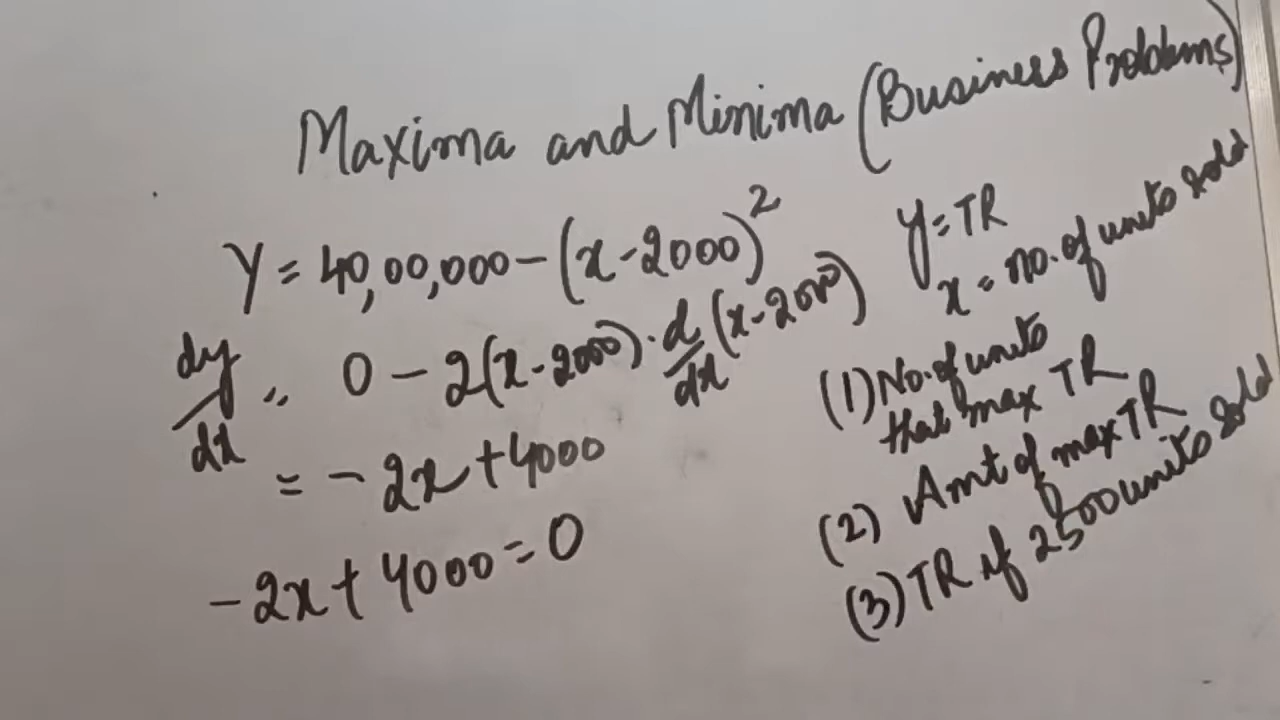 Maxima and Minima (Business Problems)
Y = 40,00,000 - (x - 2000)²
dy/dx = 0 - 2(x - 2000) · d/dx (x - 2000)
= - 2x + 4000
- 2x + 4000 = 0
y = TR
x = no. of units sold
(1) No. of units
that max TR
(2) Amt of max TR
(3) TR if 2500 units sold